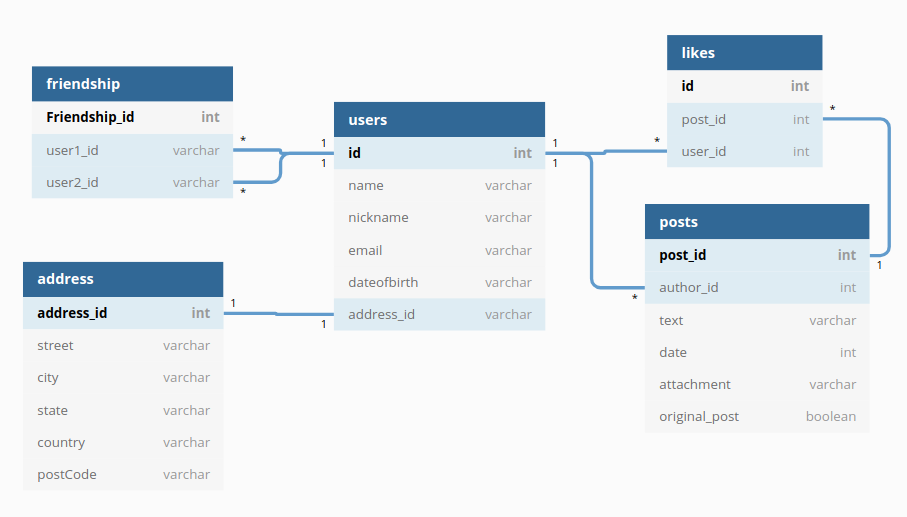 friendship
Friendship_id int
user1_id varchar
user2_id varchar
*
*
1
1
users
id int
name varchar
nickname varchar
email varchar
dateofbirth varchar
address_id varchar
1
1
address
address_id int
street varchar
city varchar
state varchar
country varchar
postCode varchar
1
1
likes
id int
post_id int
user_id int
*
*
posts
post_id int
author_id int
text varchar
date int
attachment varchar
original_post boolean
1
*